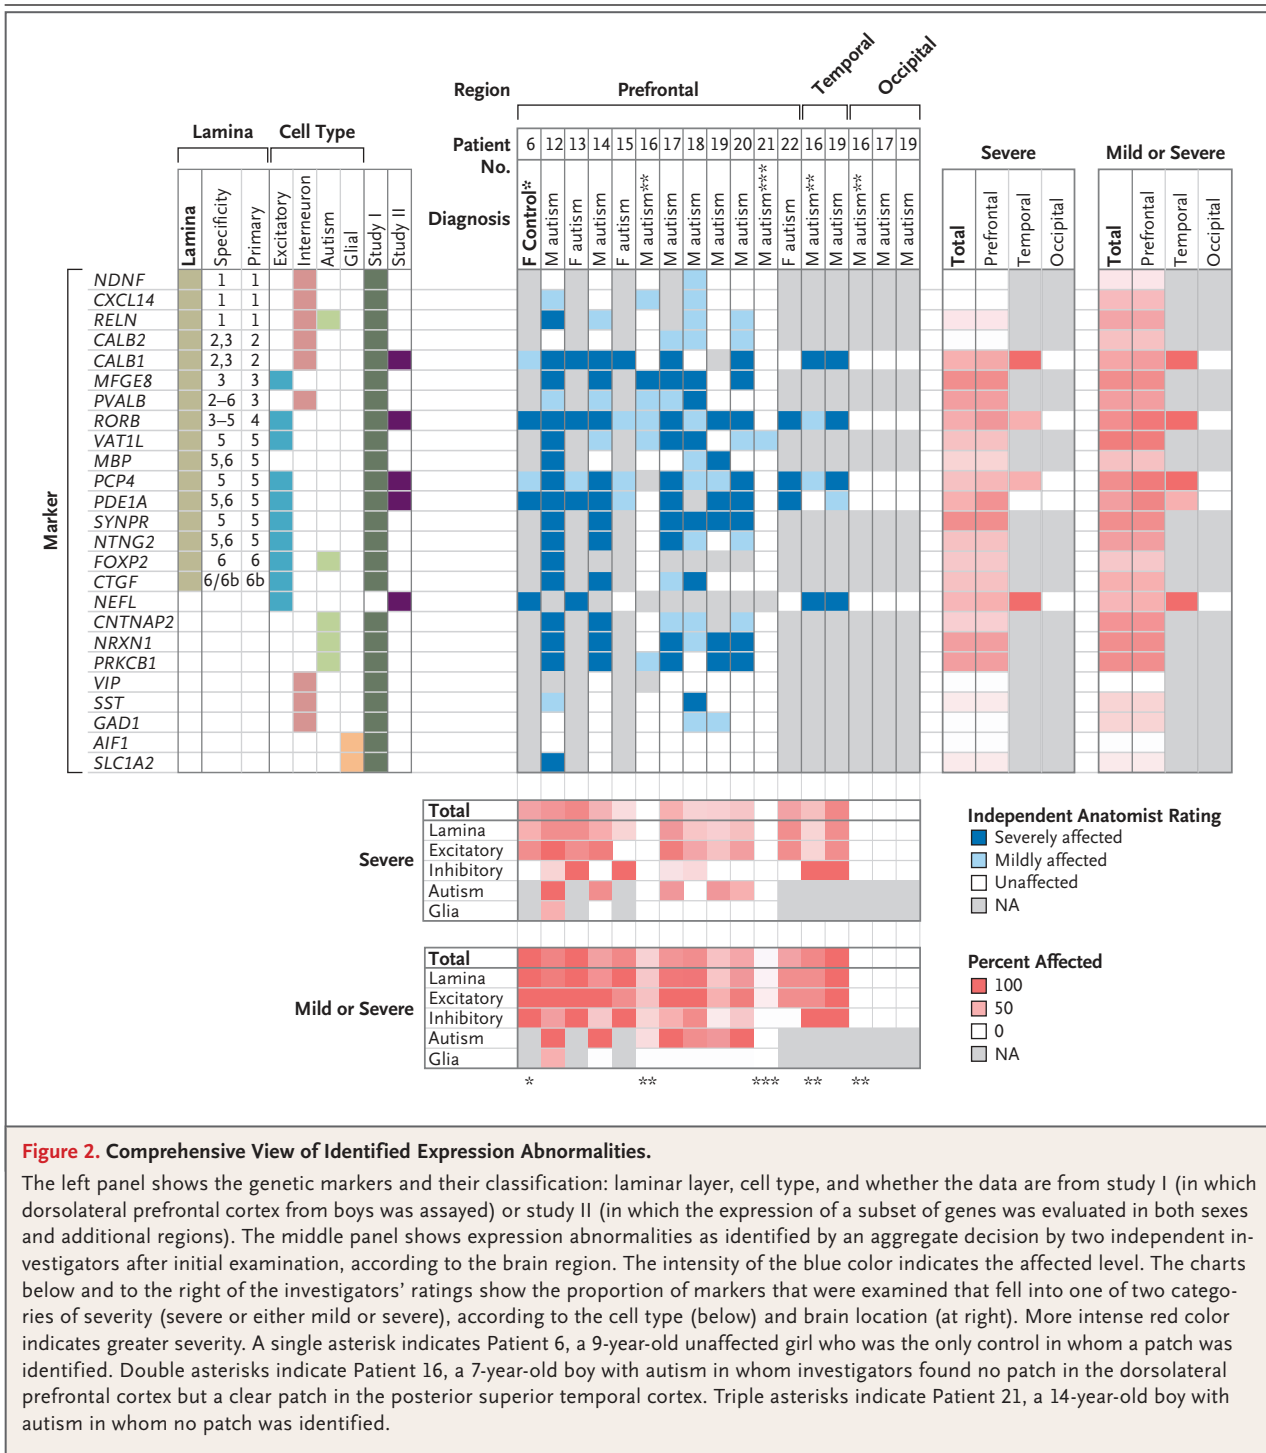 Region
Prefrontal
Temporal
Occipital
Lamina
Cell Type
Patient No.
6 12 13 14 15 16 17 18 19 20 21 22 16 19 16 17 19
Severe
Mild or Severe
Diagnosis
F Control*
M autism
F autism
M autism
F autism
M autism**
M autism
M autism
M autism
M autism
M autism***
F autism
M autism**
M autism
M autism**
M autism
M autism
Lamina
Specificity
Primary
Excitatory
Interneuron
Autism
Glial
Study I
Study II
Total
Prefrontal
Temporal
Occipital
Total
Prefrontal
Temporal
Occipital
Marker
NDNF 1 1
CXCL14 1 1
RELN 1 1
CALB2 2,3 2
CALB1 2,3 2
MFGE8 3 3
PVALB 2–6 3
RORB 3–5 4
VAT1L 5 5
MBP 5,6 5
PCP4 5 5
PDE1A 5,6 5
SYNPR 5 5
NTNG2 5,6 5
FOXP2 6 6
CTGF 6/6b 6b
NEFL
CNTNAP2
NRXN1
PRKCB1
VIP
SST
GAD1
AIF1
SLC1A2
Severe
Total
Lamina
Excitatory
Inhibitory
Autism
Glia
Mild or Severe
Total
Lamina
Excitatory
Inhibitory
Autism
Glia
* ** *** ** **
Independent Anatomist Rating
Severely affected
Mildly affected
Unaffected
NA
Percent Affected
100
50
0
NA
Figure 2. Comprehensive View of Identified Expression Abnormalities.
The left panel shows the genetic markers and their classification: laminar layer, cell type, and whether the data are from study I (in which
dorsolateral prefrontal cortex from boys was assayed) or study II (in which the expression of a subset of genes was evaluated in both sexes
and additional regions). The middle panel shows expression abnormalities as identified by an aggregate decision by two independent in-
vestigators after initial examination, according to the brain region. The intensity of the blue color indicates the affected level. The charts
below and to the right of the investigators' ratings show the proportion of markers that were examined that fell into one of two catego-
ries of severity (severe or either mild or severe), according to the cell type (below) and brain location (at right). More intense red color
indicates greater severity. A single asterisk indicates Patient 6, a 9-year-old unaffected girl who was the only control in whom a patch was
identified. Double asterisks indicate Patient 16, a 7-year-old boy with autism in whom investigators found no patch in the dorsolateral
prefrontal cortex but a clear patch in the posterior superior temporal cortex. Triple asterisks indicate Patient 21, a 14-year-old boy with
autism in whom no patch was identified.